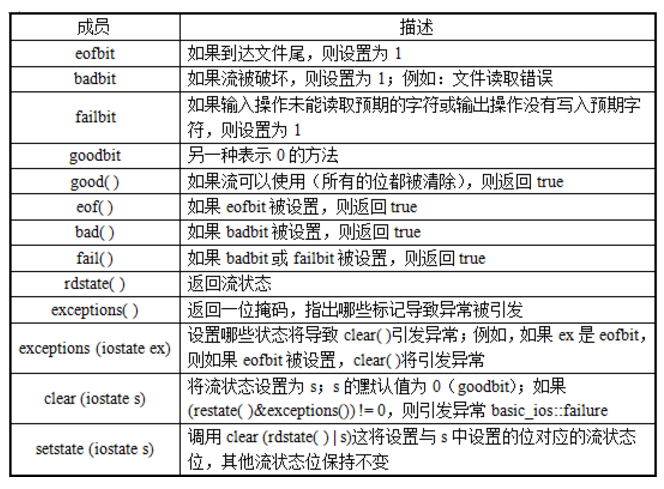 成员 描述
eofbit 如果到达文件尾，则设置为 1
badbit 如果流被破坏，则设置为 1；例如：文件读取错误
failbit 如果输入操作未能读取预期的字符或输出操作没有写入预期字
符，则设置为 1
goodbit 另一种表示 0 的方法
good( ) 如果流可以使用（所有的位都被清除），则返回 true
eof( ) 如果 eofbit 被设置，则返回 true
bad( ) 如果 badbit 被设置，则返回 true
fail( ) 如果 badbit 或 failbit 被设置，则返回 true
rdstate( ) 返回流状态
exceptions( ) 返回一位掩码，指出哪些标记导致异常被引发
exceptions (iostate ex) 设置哪些状态将导致 clear( )引发异常；例如，如果 ex 是 eofbit，
则如果 eofbit 被设置，clear( )将引发异常
clear (iostate s) 将流状态设置为 s；s 的默认值为 0（goodbit）；如果
(restate( )&exceptions()) != 0，则引发异常 basic_ios::failure
setstate (iostate s) 调用 clear (rdstate( ) | s)这将设置与 s 中设置的位对应的流状态
位，其他流状态位保持不变